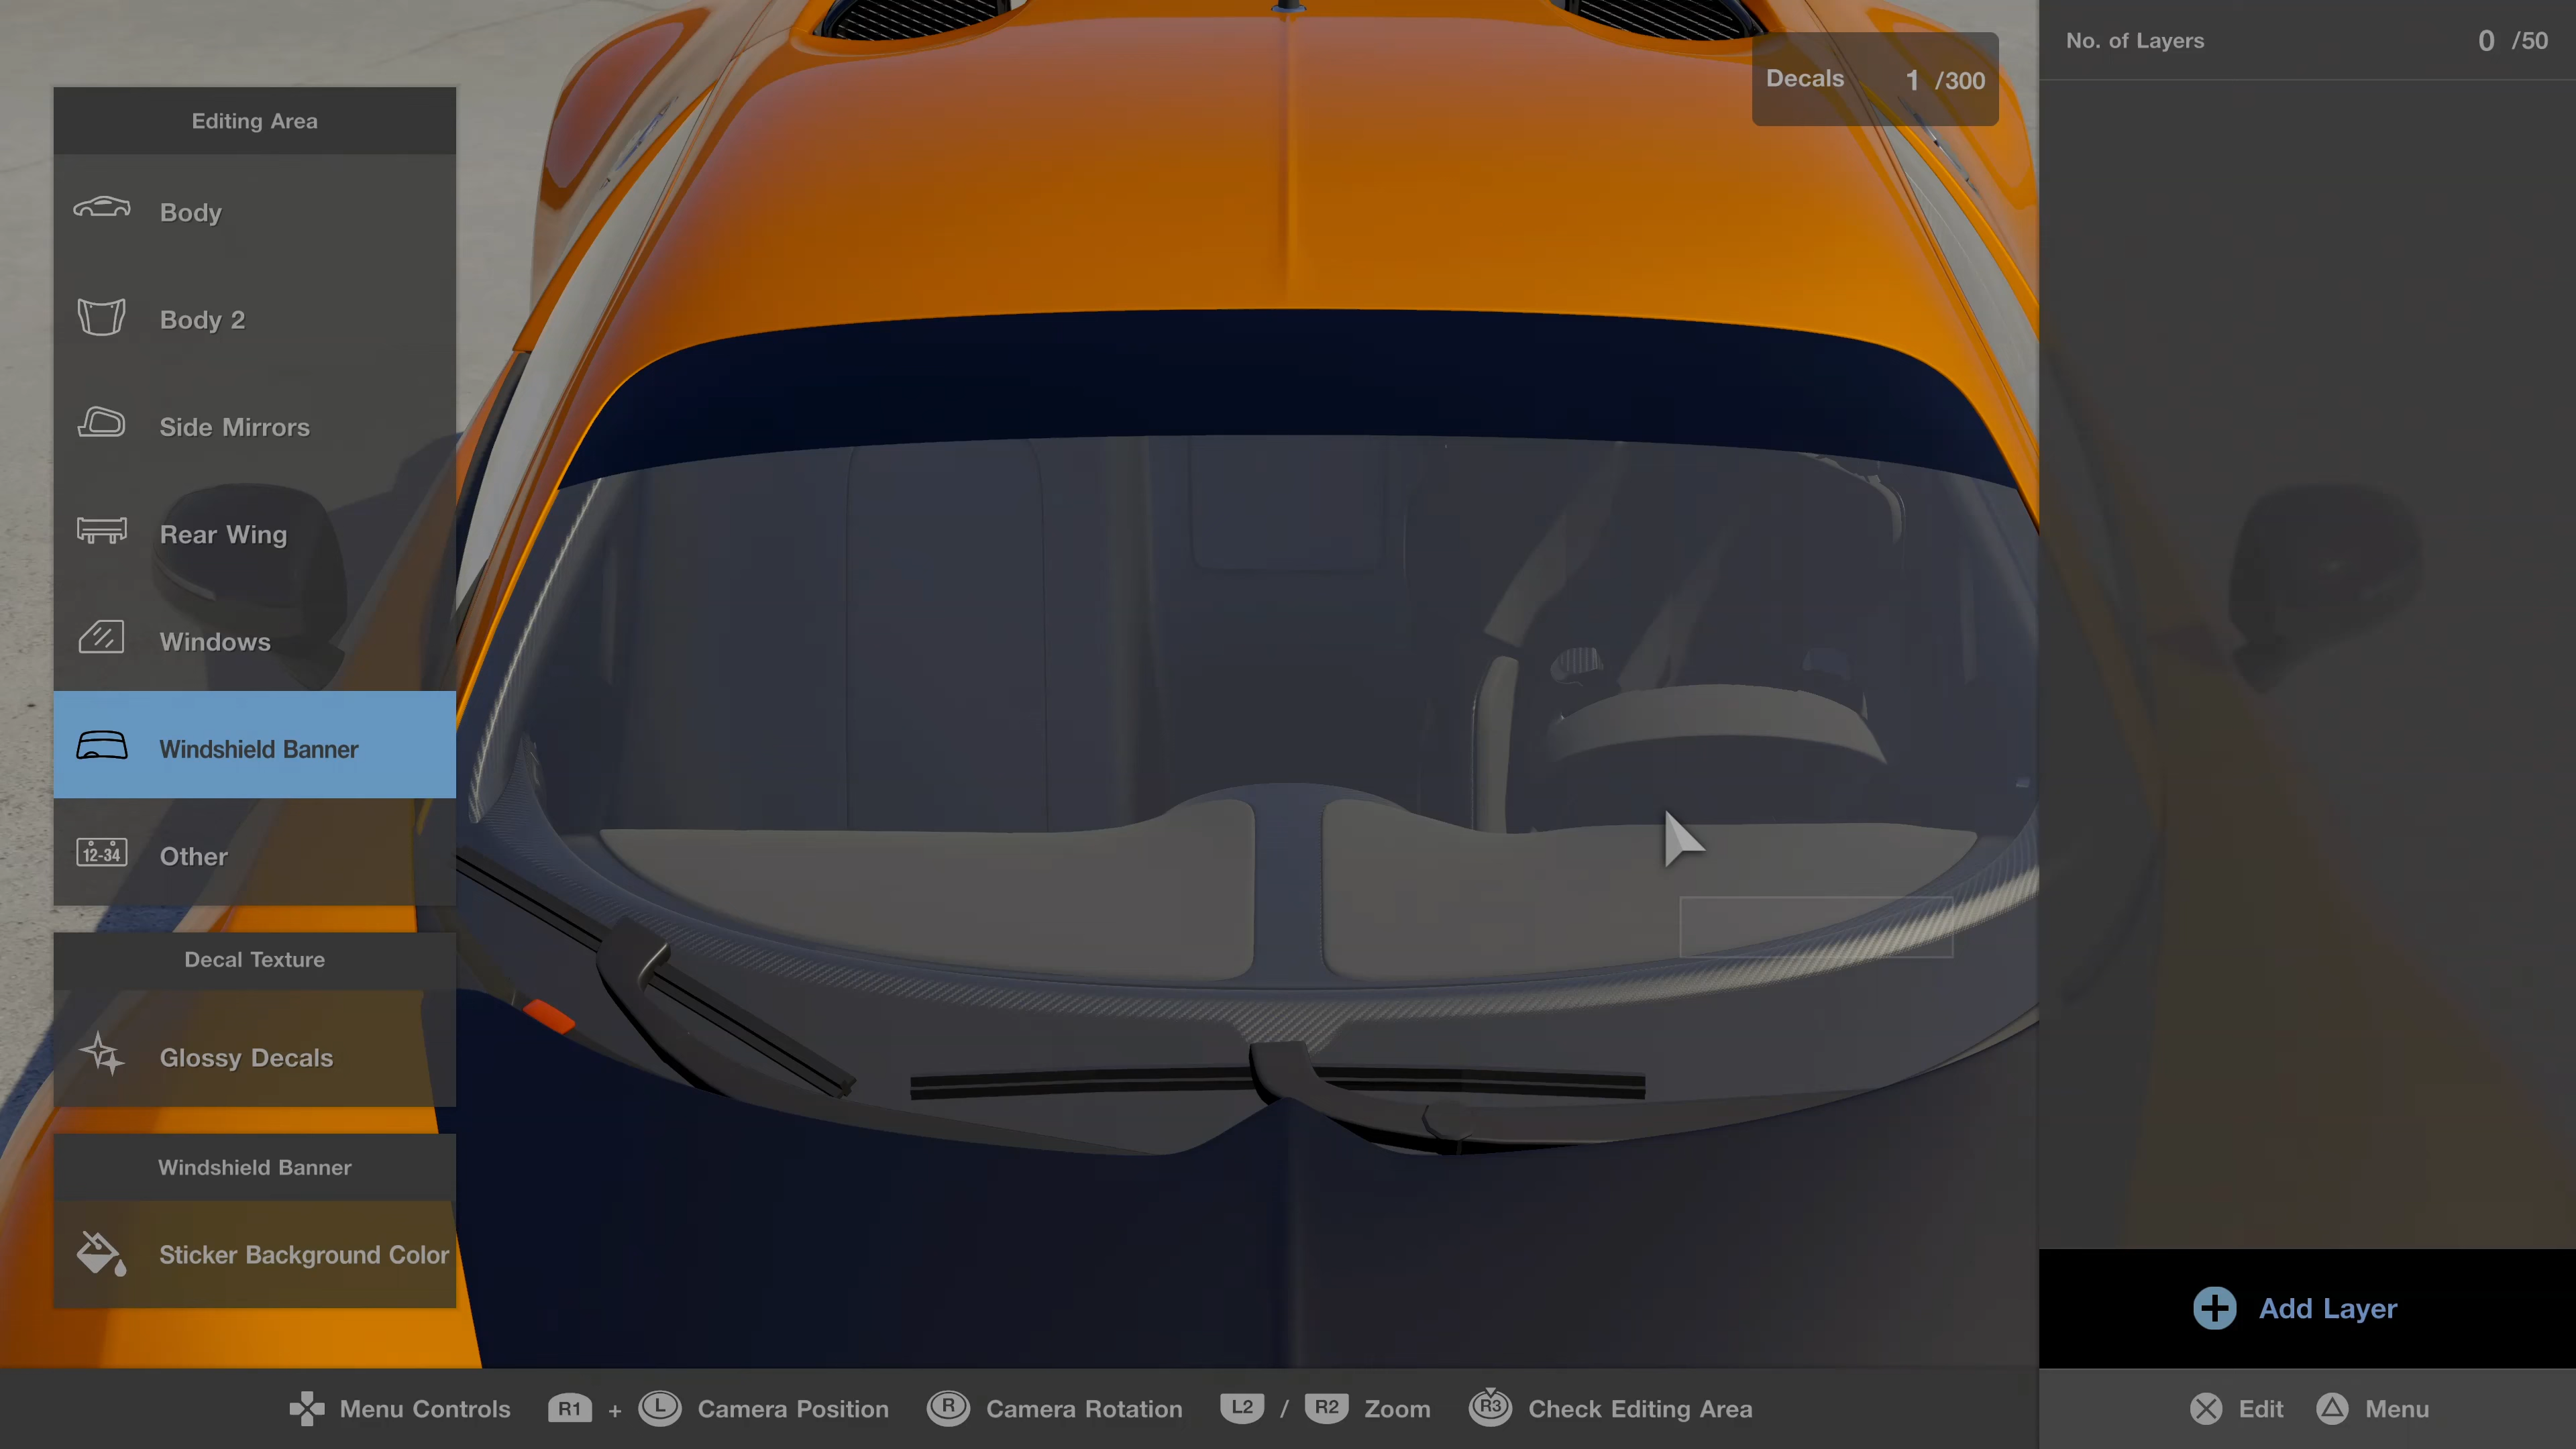 No. of Layers 0 /50
Decals 1 /300
Editing Area
Body
Body 2
Side Mirrors
Rear Wing
Windows
Windshield Banner
12-34 Other
Decal Texture
Glossy Decals
Windshield Banner
Sticker Background Color
Add Layer
Menu Controls R1 + L Camera Position R Camera Rotation L2 / R2 Zoom R3 Check Editing Area Edit Menu